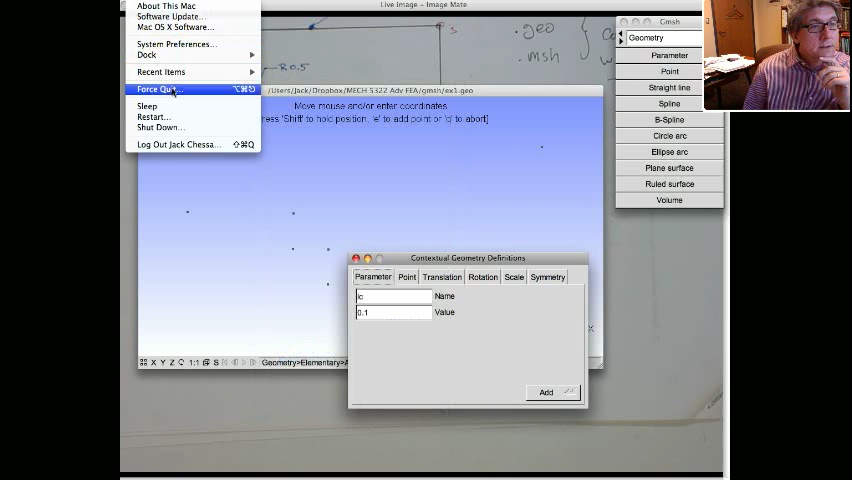 Live image - Image Mate
About This Mac
Software Update...
Mac OS X Software...
System Preferences...
Dock
Recent Items
Force Quit...
Sleep
Restart...
Shut Down...
Log Out Jack Chessa... ⇧⌘Q
R0.5
.geo
.msh
/Users/Jack/Dropbox/MECH 5322 Adv FEA/gmsh/ex1.geo
Move mouse and/or enter coordinates
ress 'Shift' to hold position, 'e' to add point or 'q' to abort]
X Y Z 1:1 S Geometry>Elementary>A
Contextual Geometry Definitions
Parameter Point Translation Rotation Scale Symmetry
lc Name
0.1 Value
Add
X
Gmsh
Geometry
Parameter
Point
Straight line
Spline
B-Spline
Circle arc
Ellipse arc
Plane surface
Ruled surface
Volume